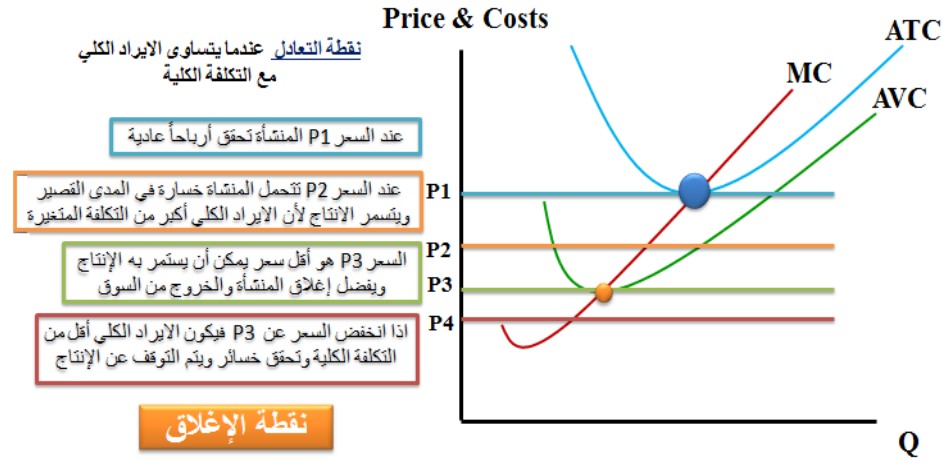 Price & Costs
نقطة التعادل عندما يتساوى الايراد الكلي
مع التكلفة الكلية
عند السعر P1 المنشأة تحقق أرباحاً عادية
عند السعر P2 تتحمل المنشاة خسارة في المدى القصير
ويتسمر الانتاج لأن الايراد الكلي أكبر من التكلفة المتغيرة
السعر P3 هو أقل سعر يمكن أن يستمر به الإنتاج
ويفضل إغلاق المنشأة والخروج من السوق
اذا انخفض السعر عن P3 فيكون الايراد الكلي أقل من
التكلفة الكلية وتحقق خسائر ويتم التوقف عن الإنتاج
نقطة الإغلاق
ATC
MC
AVC
P1
P2
P3
P4
Q